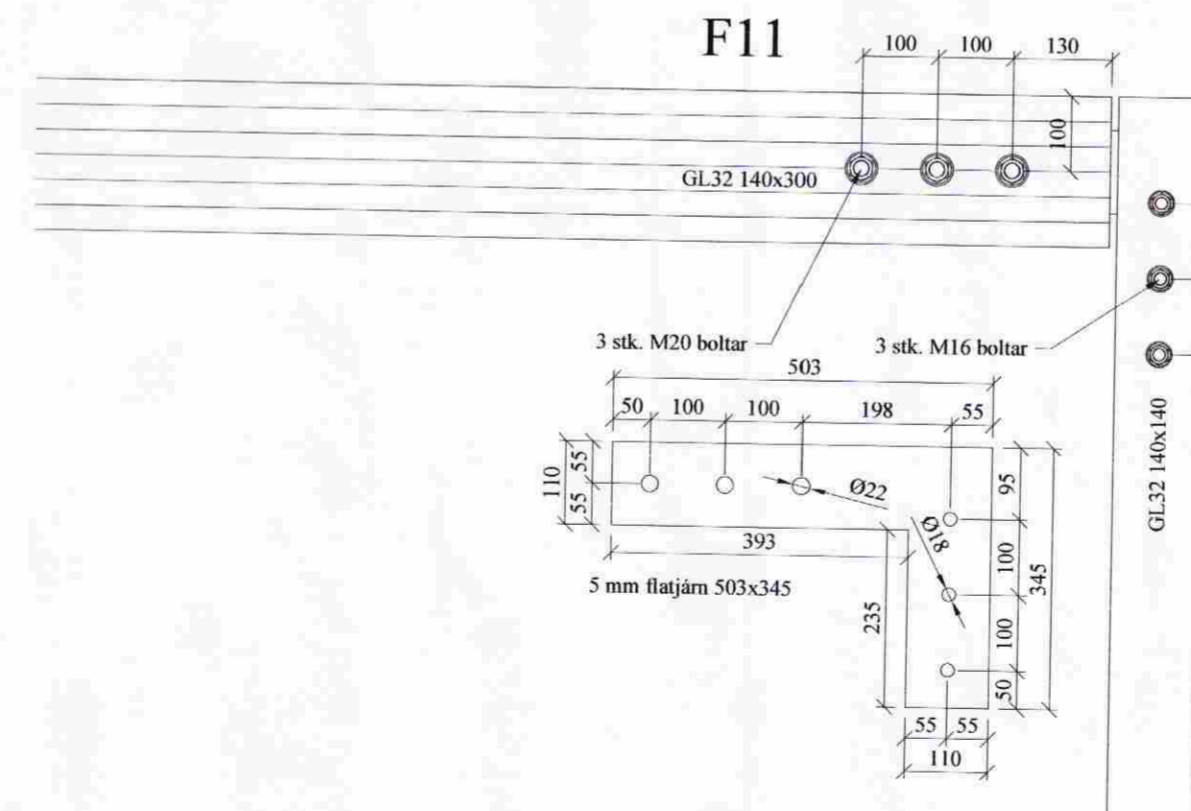 F11
100 100 130
100
GL32 140x300
3 stk. M20 boltar
3 stk. M16 boltar
503
50 100 100 198 55
110
55
55
Ø22
95
Ø18
393
100
345
5 mm flatjárn 503x345
235
100
50
55 55
110
GL32 140x140